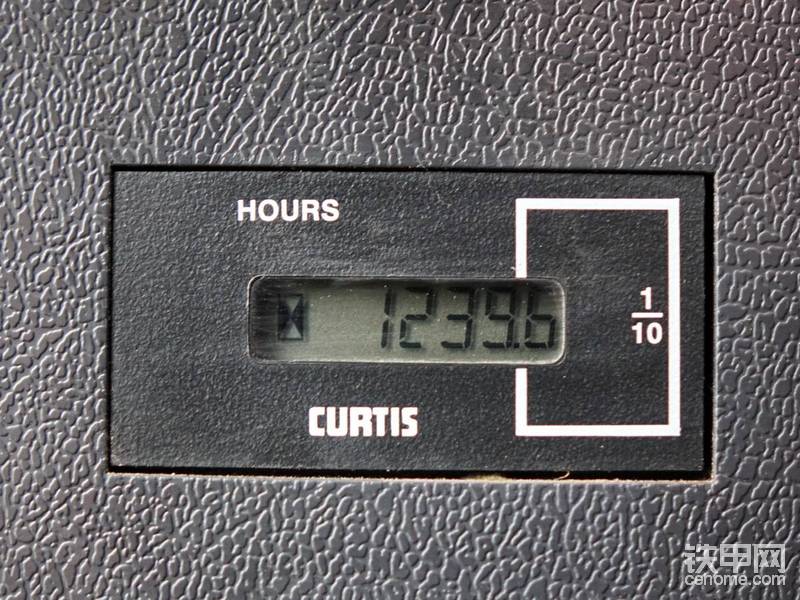 HOURS
1239.6
1
10
CURTIS
铁甲网
cehome.com